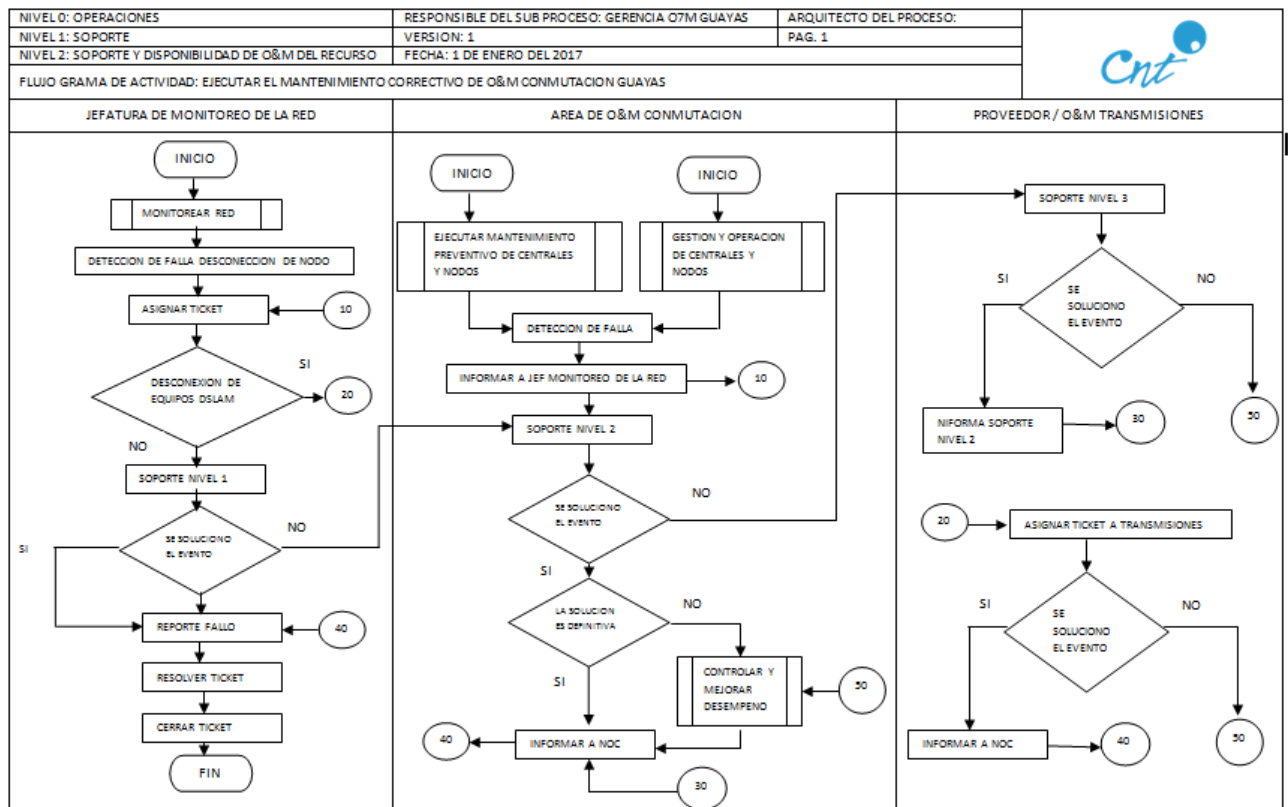 NIVEL 0: OPERACIONES
RESPONSIBLE DEL SUB PROCESO: GERENCIA O7M GUAYAS
ARQUITECTO DEL PROCESO:
NIVEL 1: SOPORTE
VERSION: 1
PAG. 1
NIVEL 2: SOPORTE Y DISPONIBILIDAD DE O&M DEL RECURSO
FECHA: 1 DE ENERO DEL 2017
FLUJO GRAMA DE ACTIVIDAD: EJECUTAR EL MANTENIMIENTO CORRECTIVO DE O&M CONMUTACION GUAYAS
Cnt
JEFATURA DE MONITOREO DE LA RED
INICIO
MONITOREAR RED
DETECCION DE FALLA DESCONECCION DE NODO
ASIGNAR TICKET
10
DESCONEXION DE
EQUIPOS DSLAM
SI
20
NO
SOPORTE NIVEL 1
SE SOLUCIONO
EL EVENTO
NO
SI
REPORTE FALLO
40
RESOLVER TICKET
CERRAR TICKET
FIN
AREA DE O&M CONMUTACION
INICIO
INICIO
EJECUTAR MANTENIMIENTO
PREVENTIVO DE CENTRALES
Y NODOS
GESTION Y OPERACION
DE CENTRALES Y
NODOS
DETECCION DE FALLA
INFORMAR A JEF MONITOREO DE LA RED
10
SOPORTE NIVEL 2
SE SOLUCIONO
EL EVENTO
NO
SI
LA SOLUCION
ES DEFINITIVA
NO
SI
CONTROLAR Y
MEJORAR
DESEMPENO
50
40
INFORMAR A NOC
30
PROVEEDOR / O&M TRANSMISIONES
SOPORTE NIVEL 3
SI
NO
SE
SOLUCIONO
EL EVENTO
NIFORMA SOPORTE
NIVEL 2
30
50
20
ASIGNAR TICKET A TRANSMISIONES
SI
NO
SE
SOLUCIONO
EL EVENTO
INFORMAR A NOC
40
50